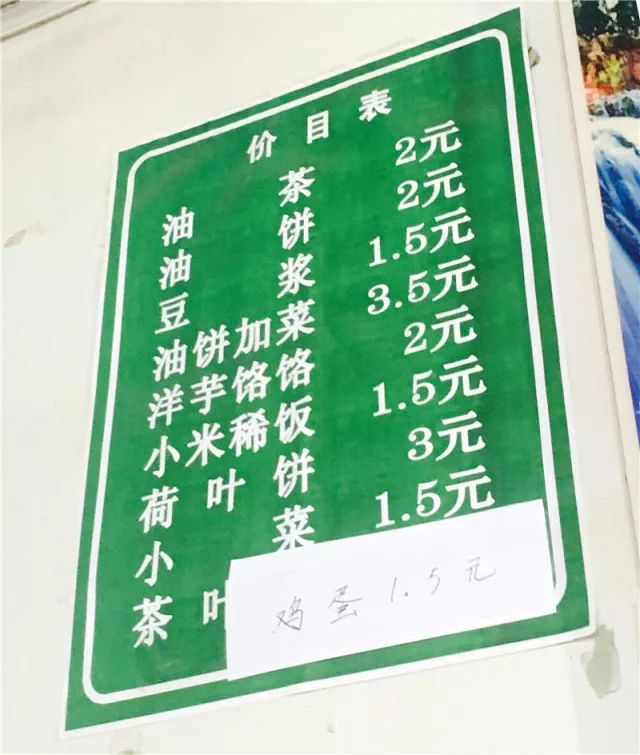 价目表
油茶 2元
油饼 2元
豆浆 1.5元
油饼加菜 3.5元
洋芋饹饹 2元
小米稀饭 1.5元
荷叶饼 3元
小菜 1.5元
茶叶
鸡蛋1.5元